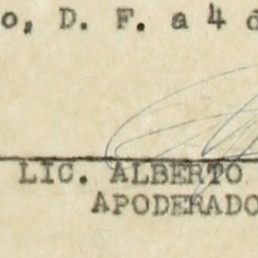 o, D. F. a 4 d
LIC. ALBERTO
APODERADO